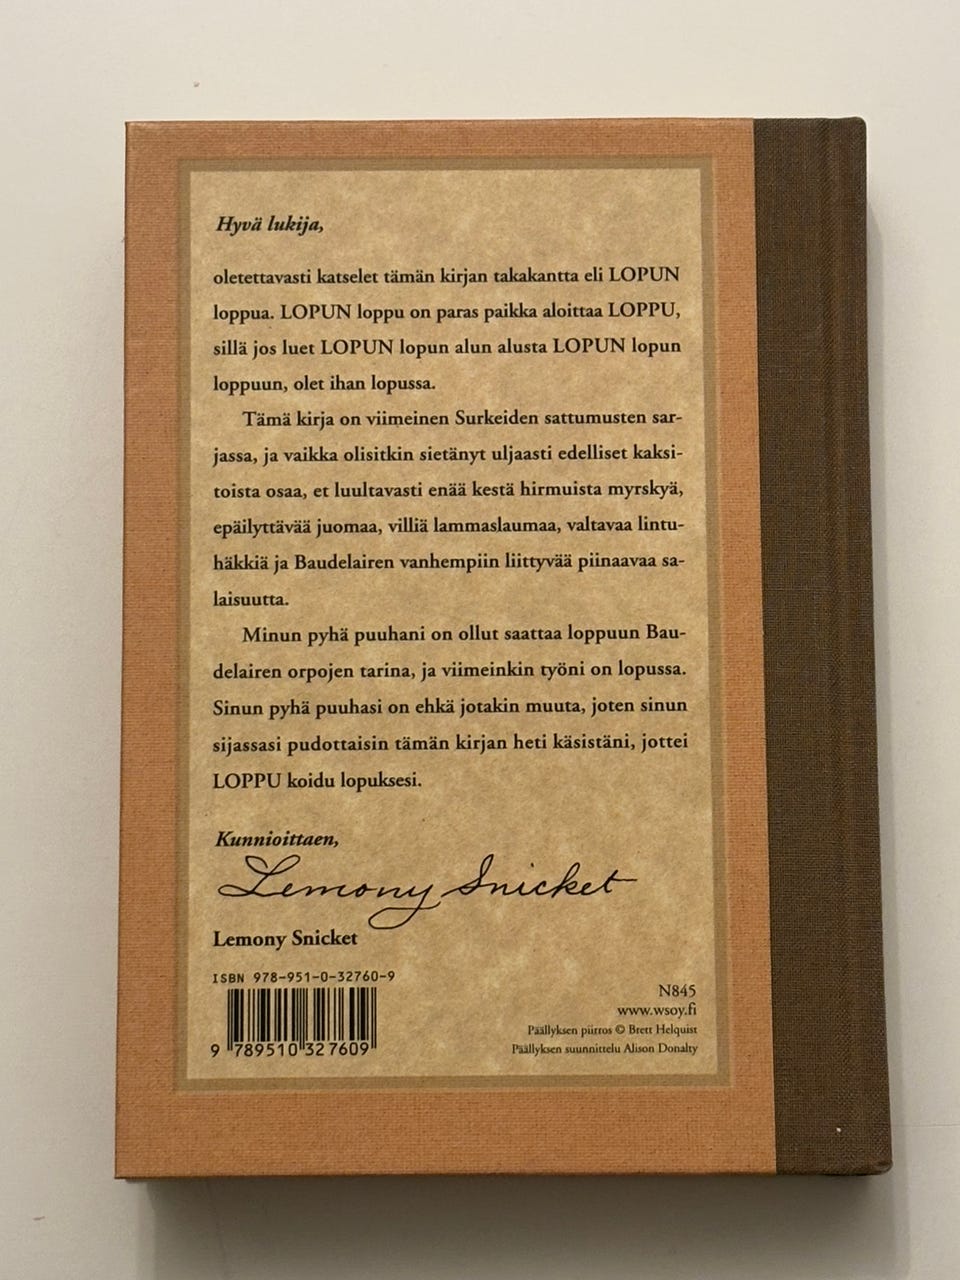 Hyvä lukija,
oletettavasti katselet tämän kirjan takakantta eli LOPUN
loppua. LOPUN loppu on paras paikka aloittaa LOPPU,
sillä jos luet LOPUN lopun alun alusta LOPUN lopun
loppuun, olet ihan lopussa.
Tämä kirja on viimeinen Surkeiden sattumusten sar-
jassa, ja vaikka olisitkin sietänyt uljaasti edelliset kaksi-
toista osaa, et luultavasti enää kestä hirmuista myrskyä,
epäilyttävää juomaa, villiä lammaslaumaa, valtavaa lintu-
häkkiä ja Baudelairen vanhempiin liittyvää piinaavaa sa-
laisuutta.
Minun pyhä puuhani on ollut saattaa loppuun Bau-
delairen orpojen tarina, ja viimeinkin työni on lopussa.
Sinun pyhä puuhasi on ehkä jotakin muuta, joten sinun
sijassasi pudottaisin tämän kirjan heti käsistäni, jottei
LOPPU koidu lopuksesi.
Kunnioittaen,
Lemony Snicket
Lemony Snicket
ISBN 978-951-0-32760-9
9 789510 327609
N845
www.wsoy.fi
Päällyksen piirros © Brett Helquist
Päällyksen suunnittelu Alison Donalty